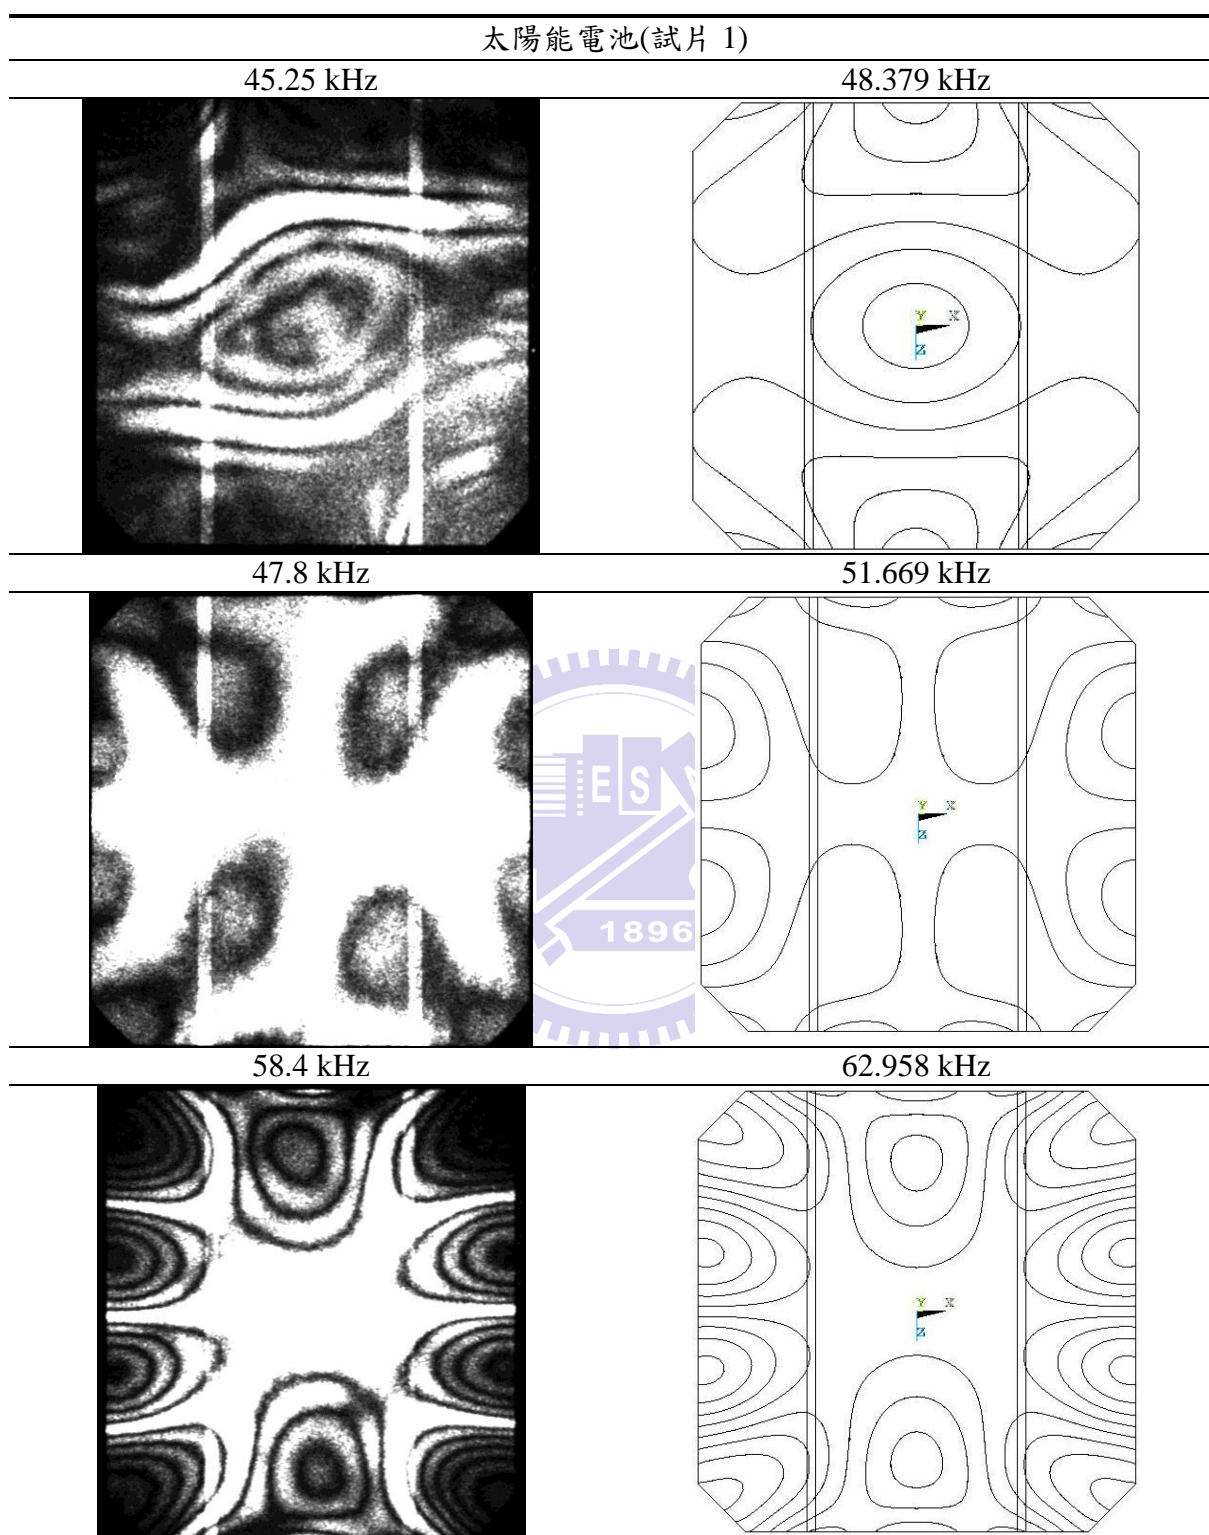 太陽能電池(試片 1)
45.25 kHz 48.379 kHz
Y X
Z
47.8 kHz 51.669 kHz
E S
Y X
Z
1896
58.4 kHz 62.958 kHz
Y X
Z